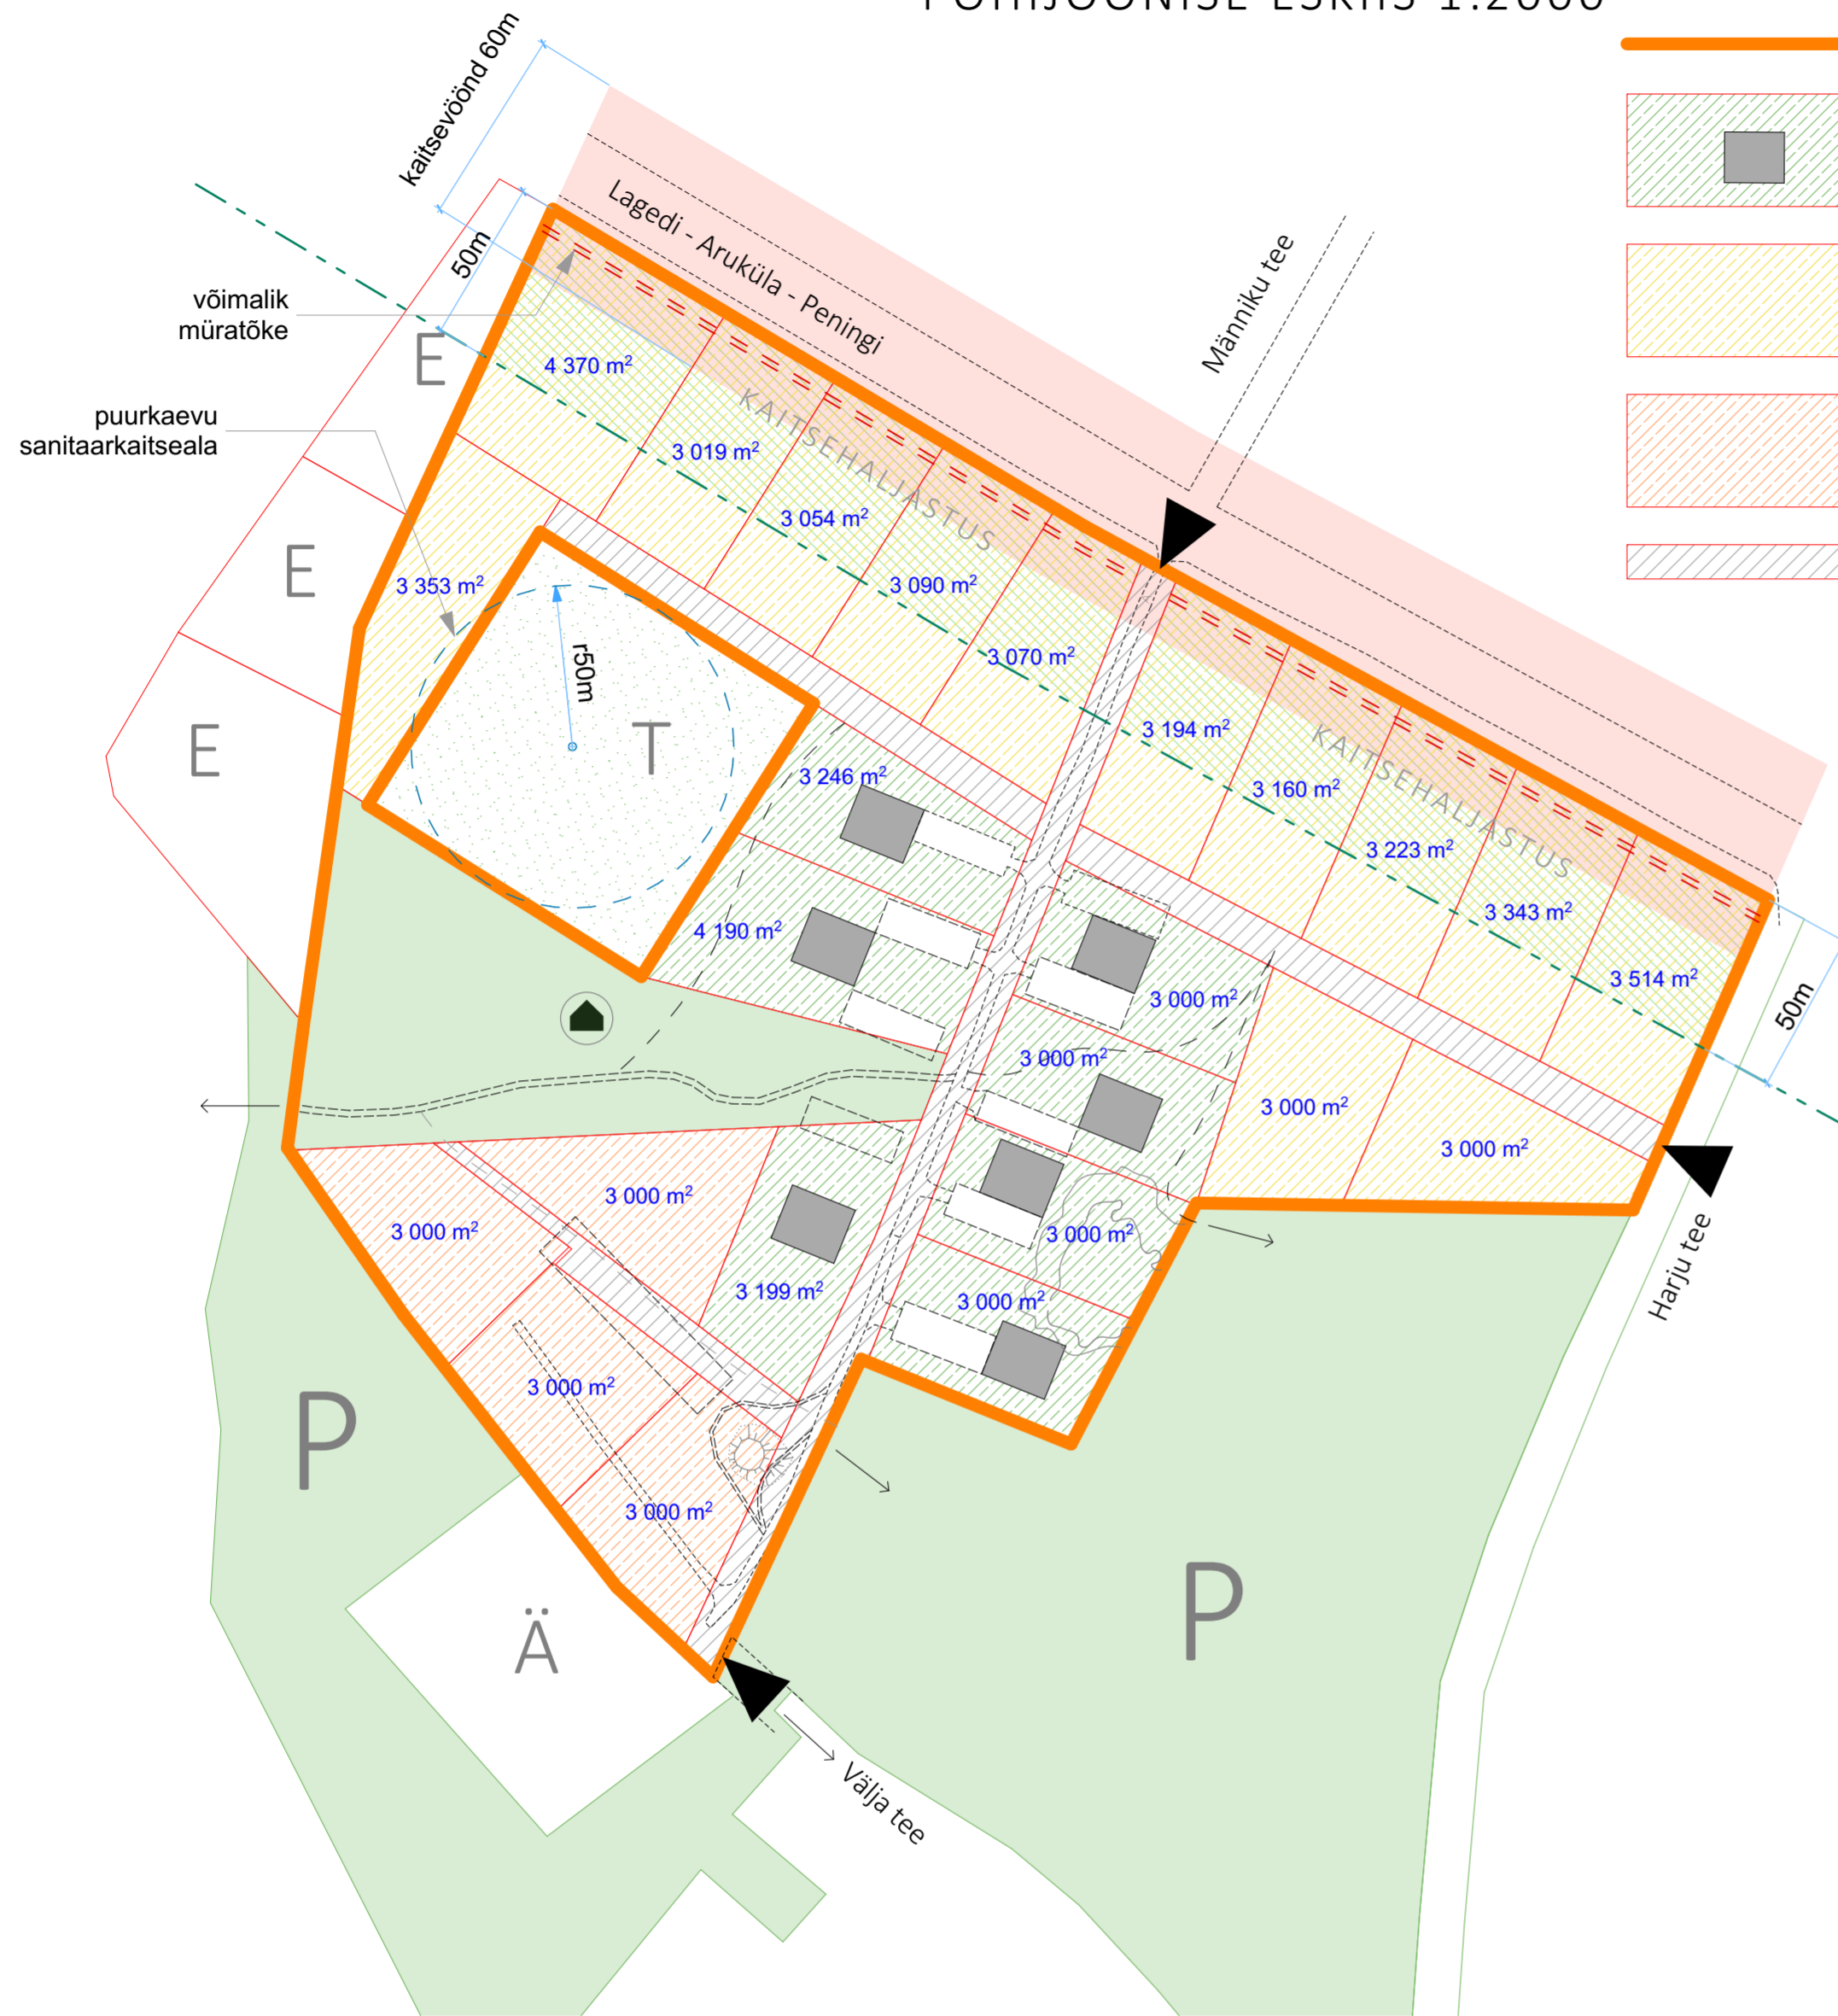 PÕHIJOONISE ESKIIS 1:2000
kaitsevöönd 60m
50m
Lagedi - Aruküla - Peningi
Männiku tee
võimalik
müratõke
E
4 370 m²
puurkaevu
sanitaarkaitseala
KAITSEHALJASTUS
3 019 m²
3 054 m²
E
3 353 m²
3 090 m²
r50m
3 070 m²
E
T
3 194 m²
KAITSEHALJASTUS
3 246 m²
3 160 m²
3 223 m²
4 190 m²
3 343 m²
3 514 m²
3 000 m²
50m
3 000 m²
3 000 m²
3 000 m²
3 000 m²
3 000 m²
3 000 m²
3 199 m²
3 000 m²
Harju tee
3 000 m²
P
3 000 m²
P
Ä
Välja tee